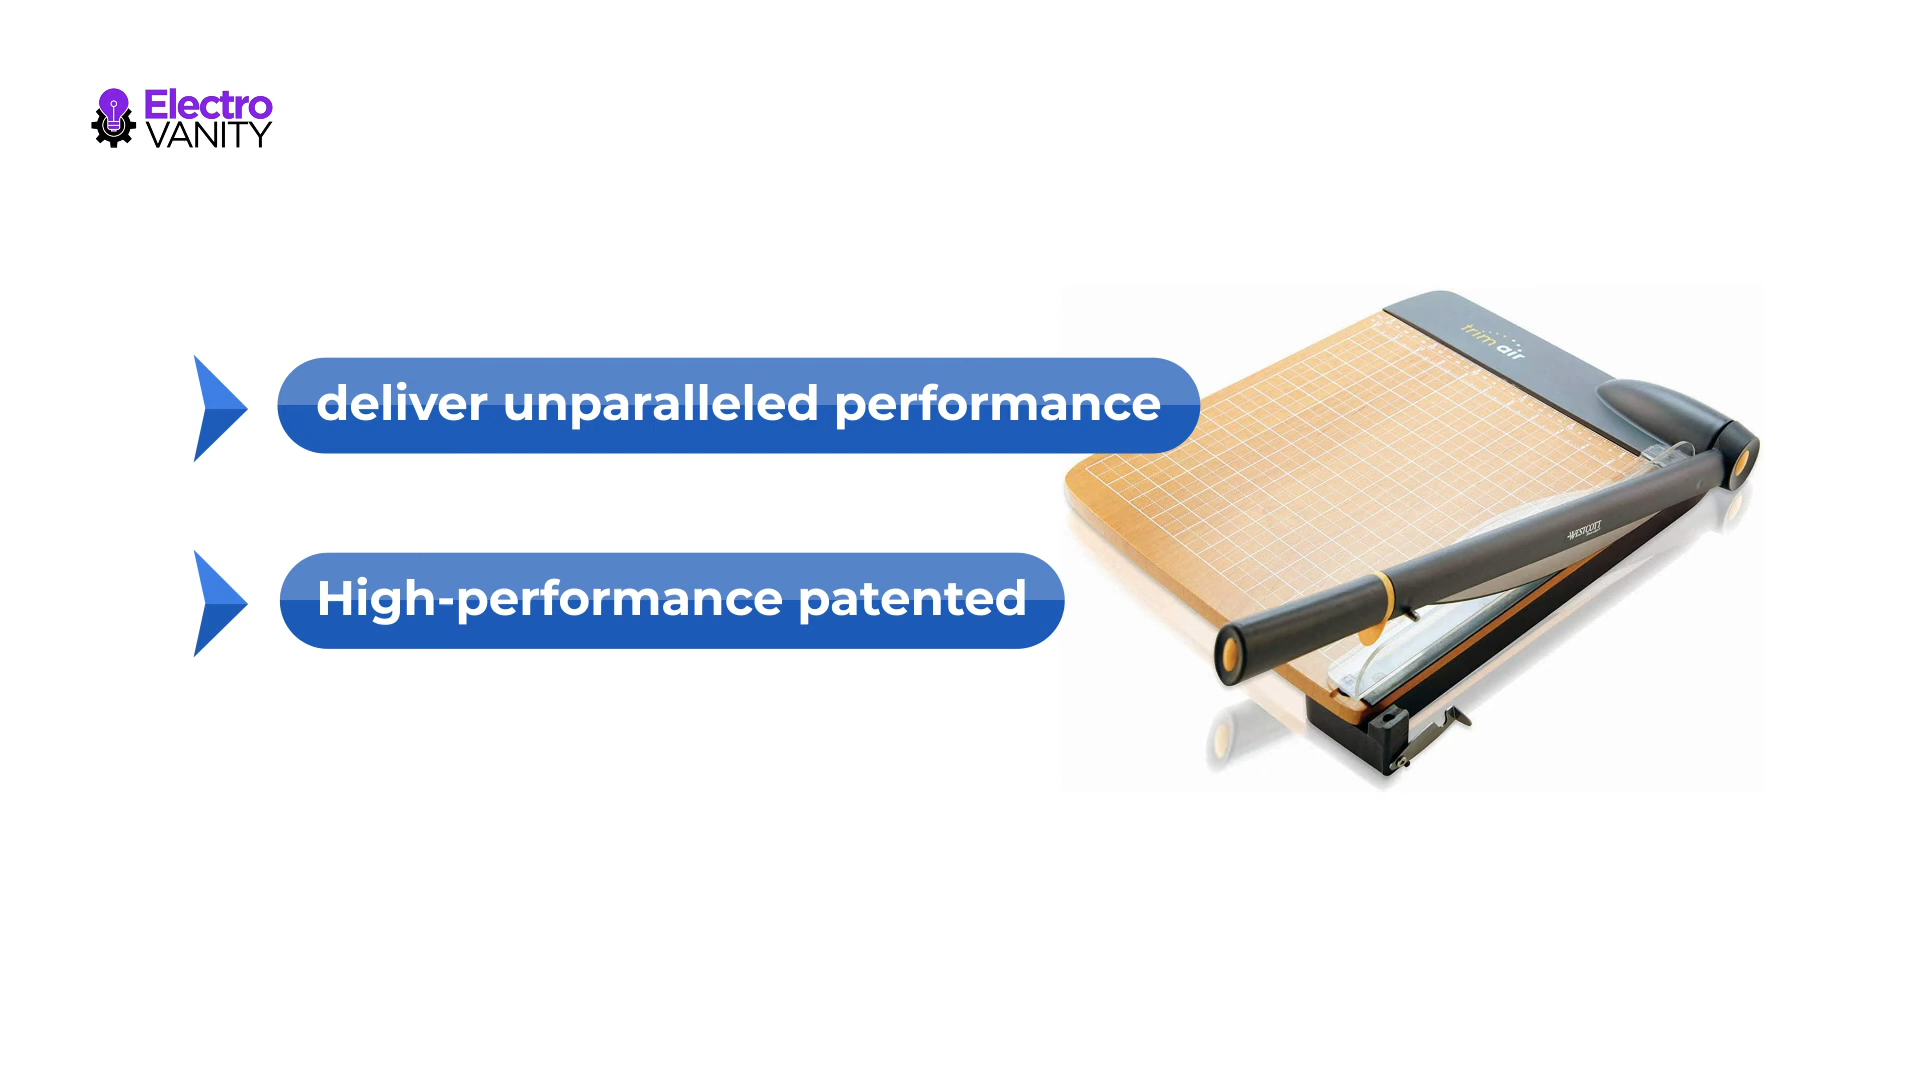 Electro
VANITY
trim air
deliver unparalleled performance
WESTCOTT
High-performance patented